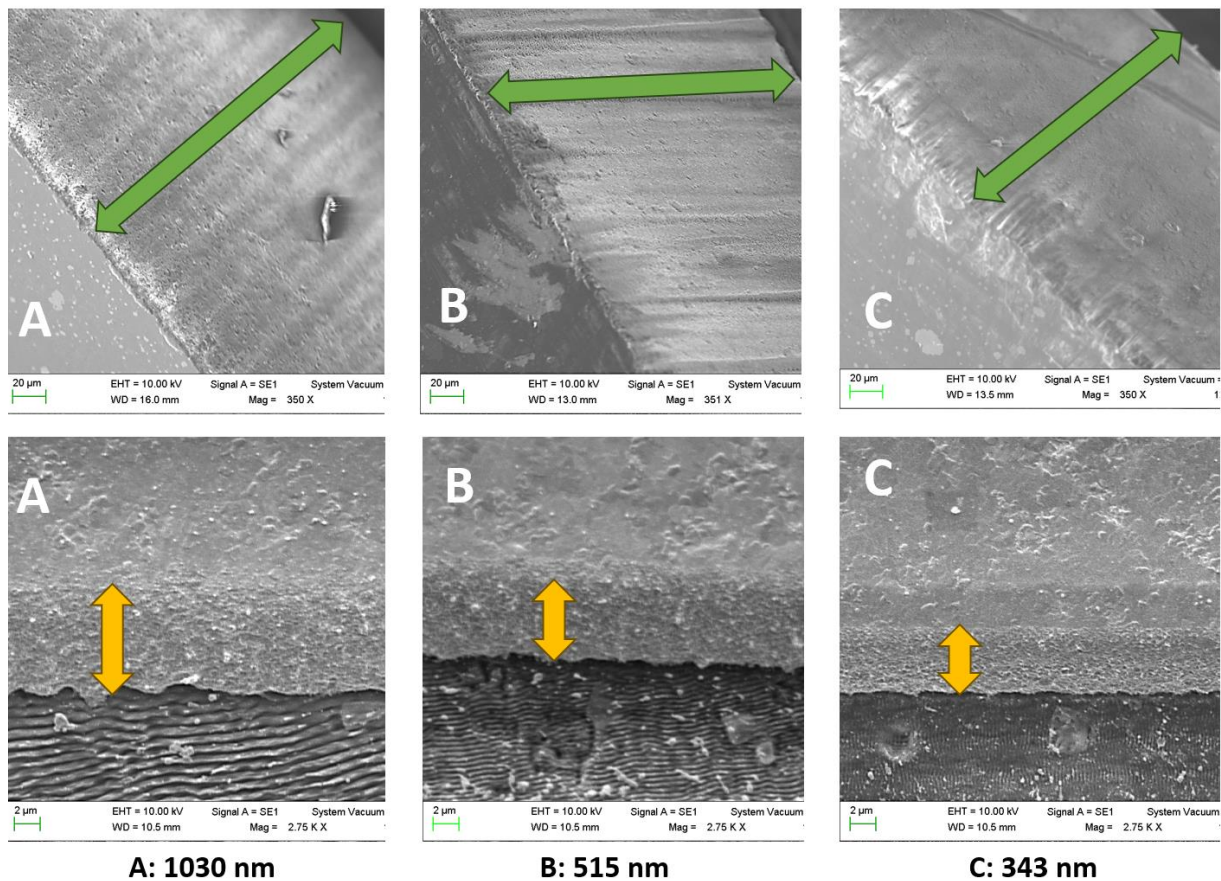 A
B
C
20 µm
EHT = 10.00 kV
Signal A = SE1
System Vacuum
WD = 16.0 mm
Mag = 350 X
20 µm
EHT = 10.00 kV
Signal A = SE1
System Vacuum
WD = 13.0 mm
Mag = 351 X
20 µm
EHT = 10.00 kV
Signal A = SE1
System Vacuum =
WD = 13.5 mm
Mag = 350 X
A
B
C
2 µm
EHT = 10.00 kV
Signal A = SE1
System Vacuum
WD = 10.5 mm
Mag = 2.75 K X
2 µm
EHT = 10.00 kV
Signal A = SE1
System Vacuum
WD = 10.5 mm
Mag = 2.75 K X
2 µm
EHT = 10.00 kV
Signal A = SE1
System Vacuum
WD = 10.5 mm
Mag = 2.75 K X
A: 1030 nm
B: 515 nm
C: 343 nm